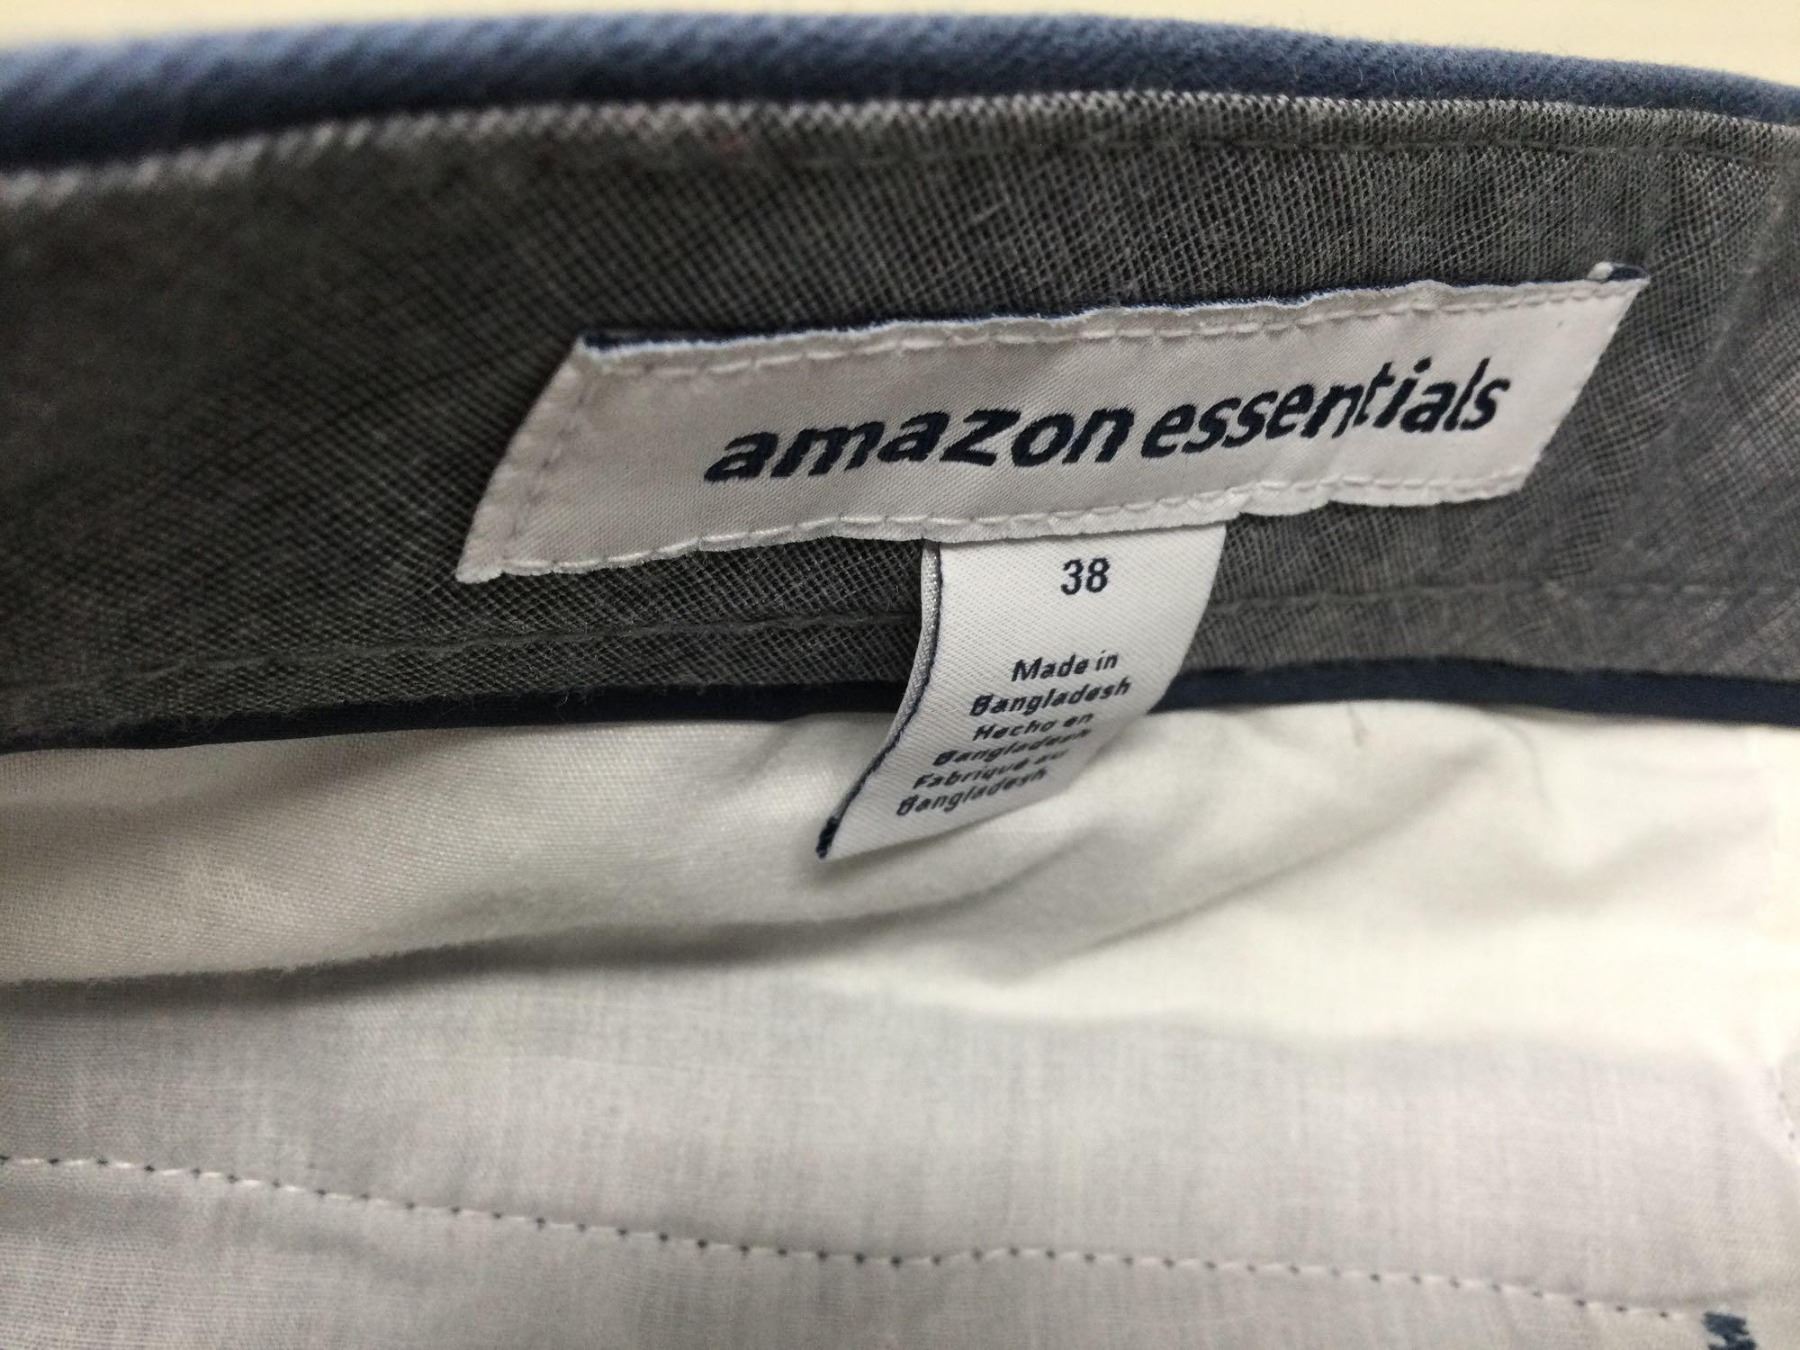 amazon essentials
38
Made in
Bangladesh
Hecho en
Bangladesh
Fabriqué au
Bangladesh